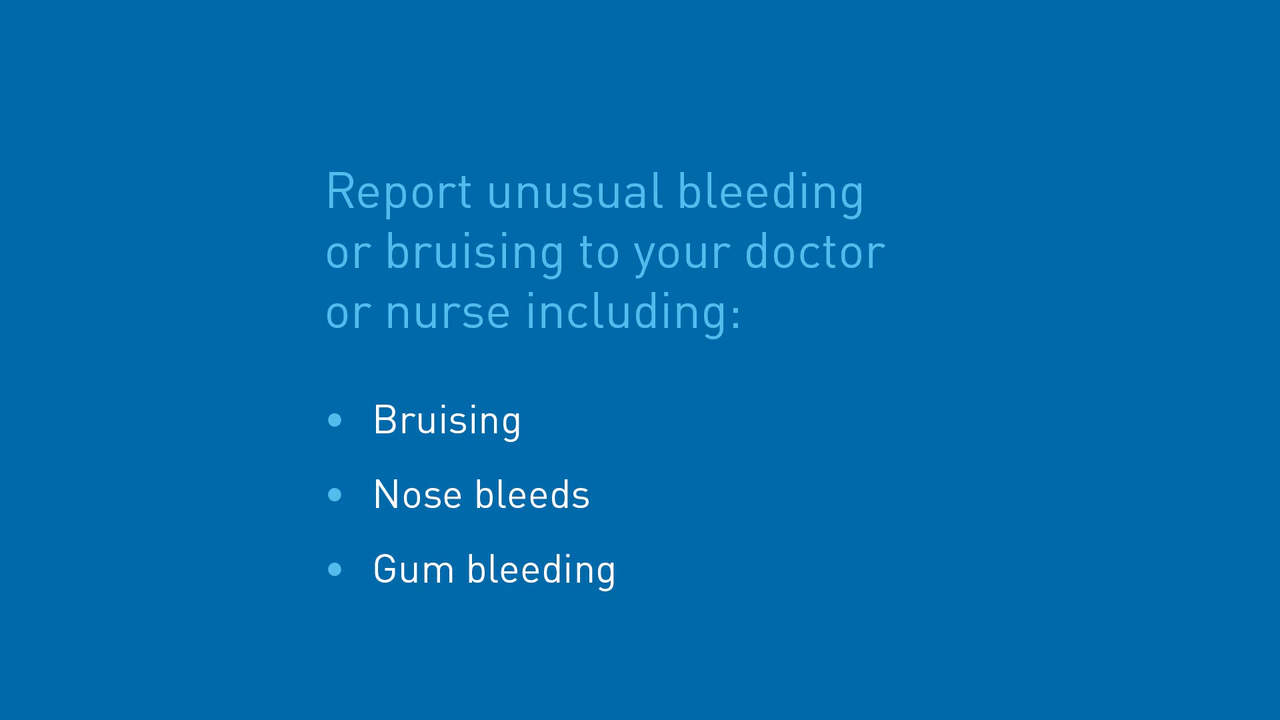 Report unusual bleeding
or bruising to your doctor
or nurse including:
• Bruising
• Nose bleeds
• Gum bleeding